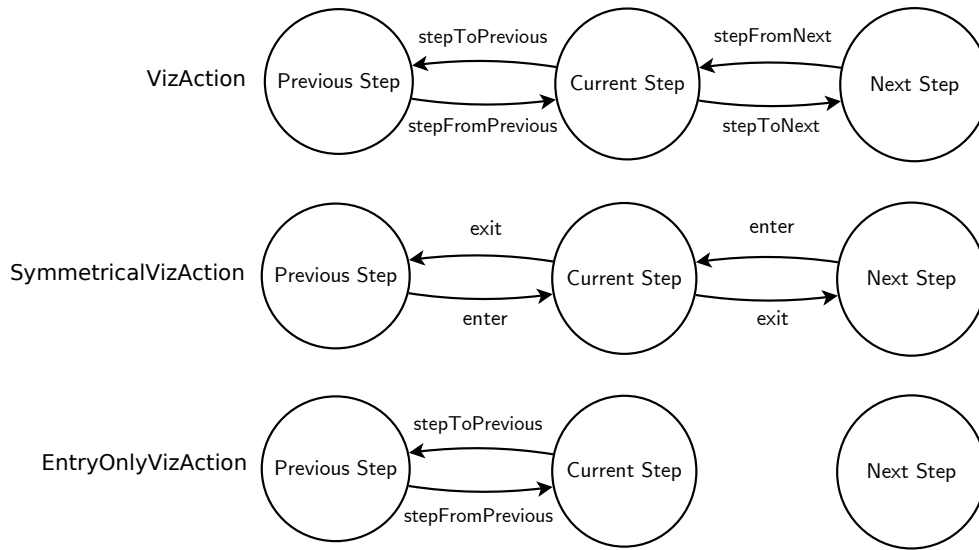 VizAction
stepToPrevious
stepFromNext
Previous Step
Current Step
Next Step
stepFromPrevious
stepToNext
SymmetricalVizAction
exit
enter
Previous Step
Current Step
Next Step
enter
exit
EntryOnlyVizAction
stepToPrevious
Previous Step
Current Step
Next Step
stepFromPrevious